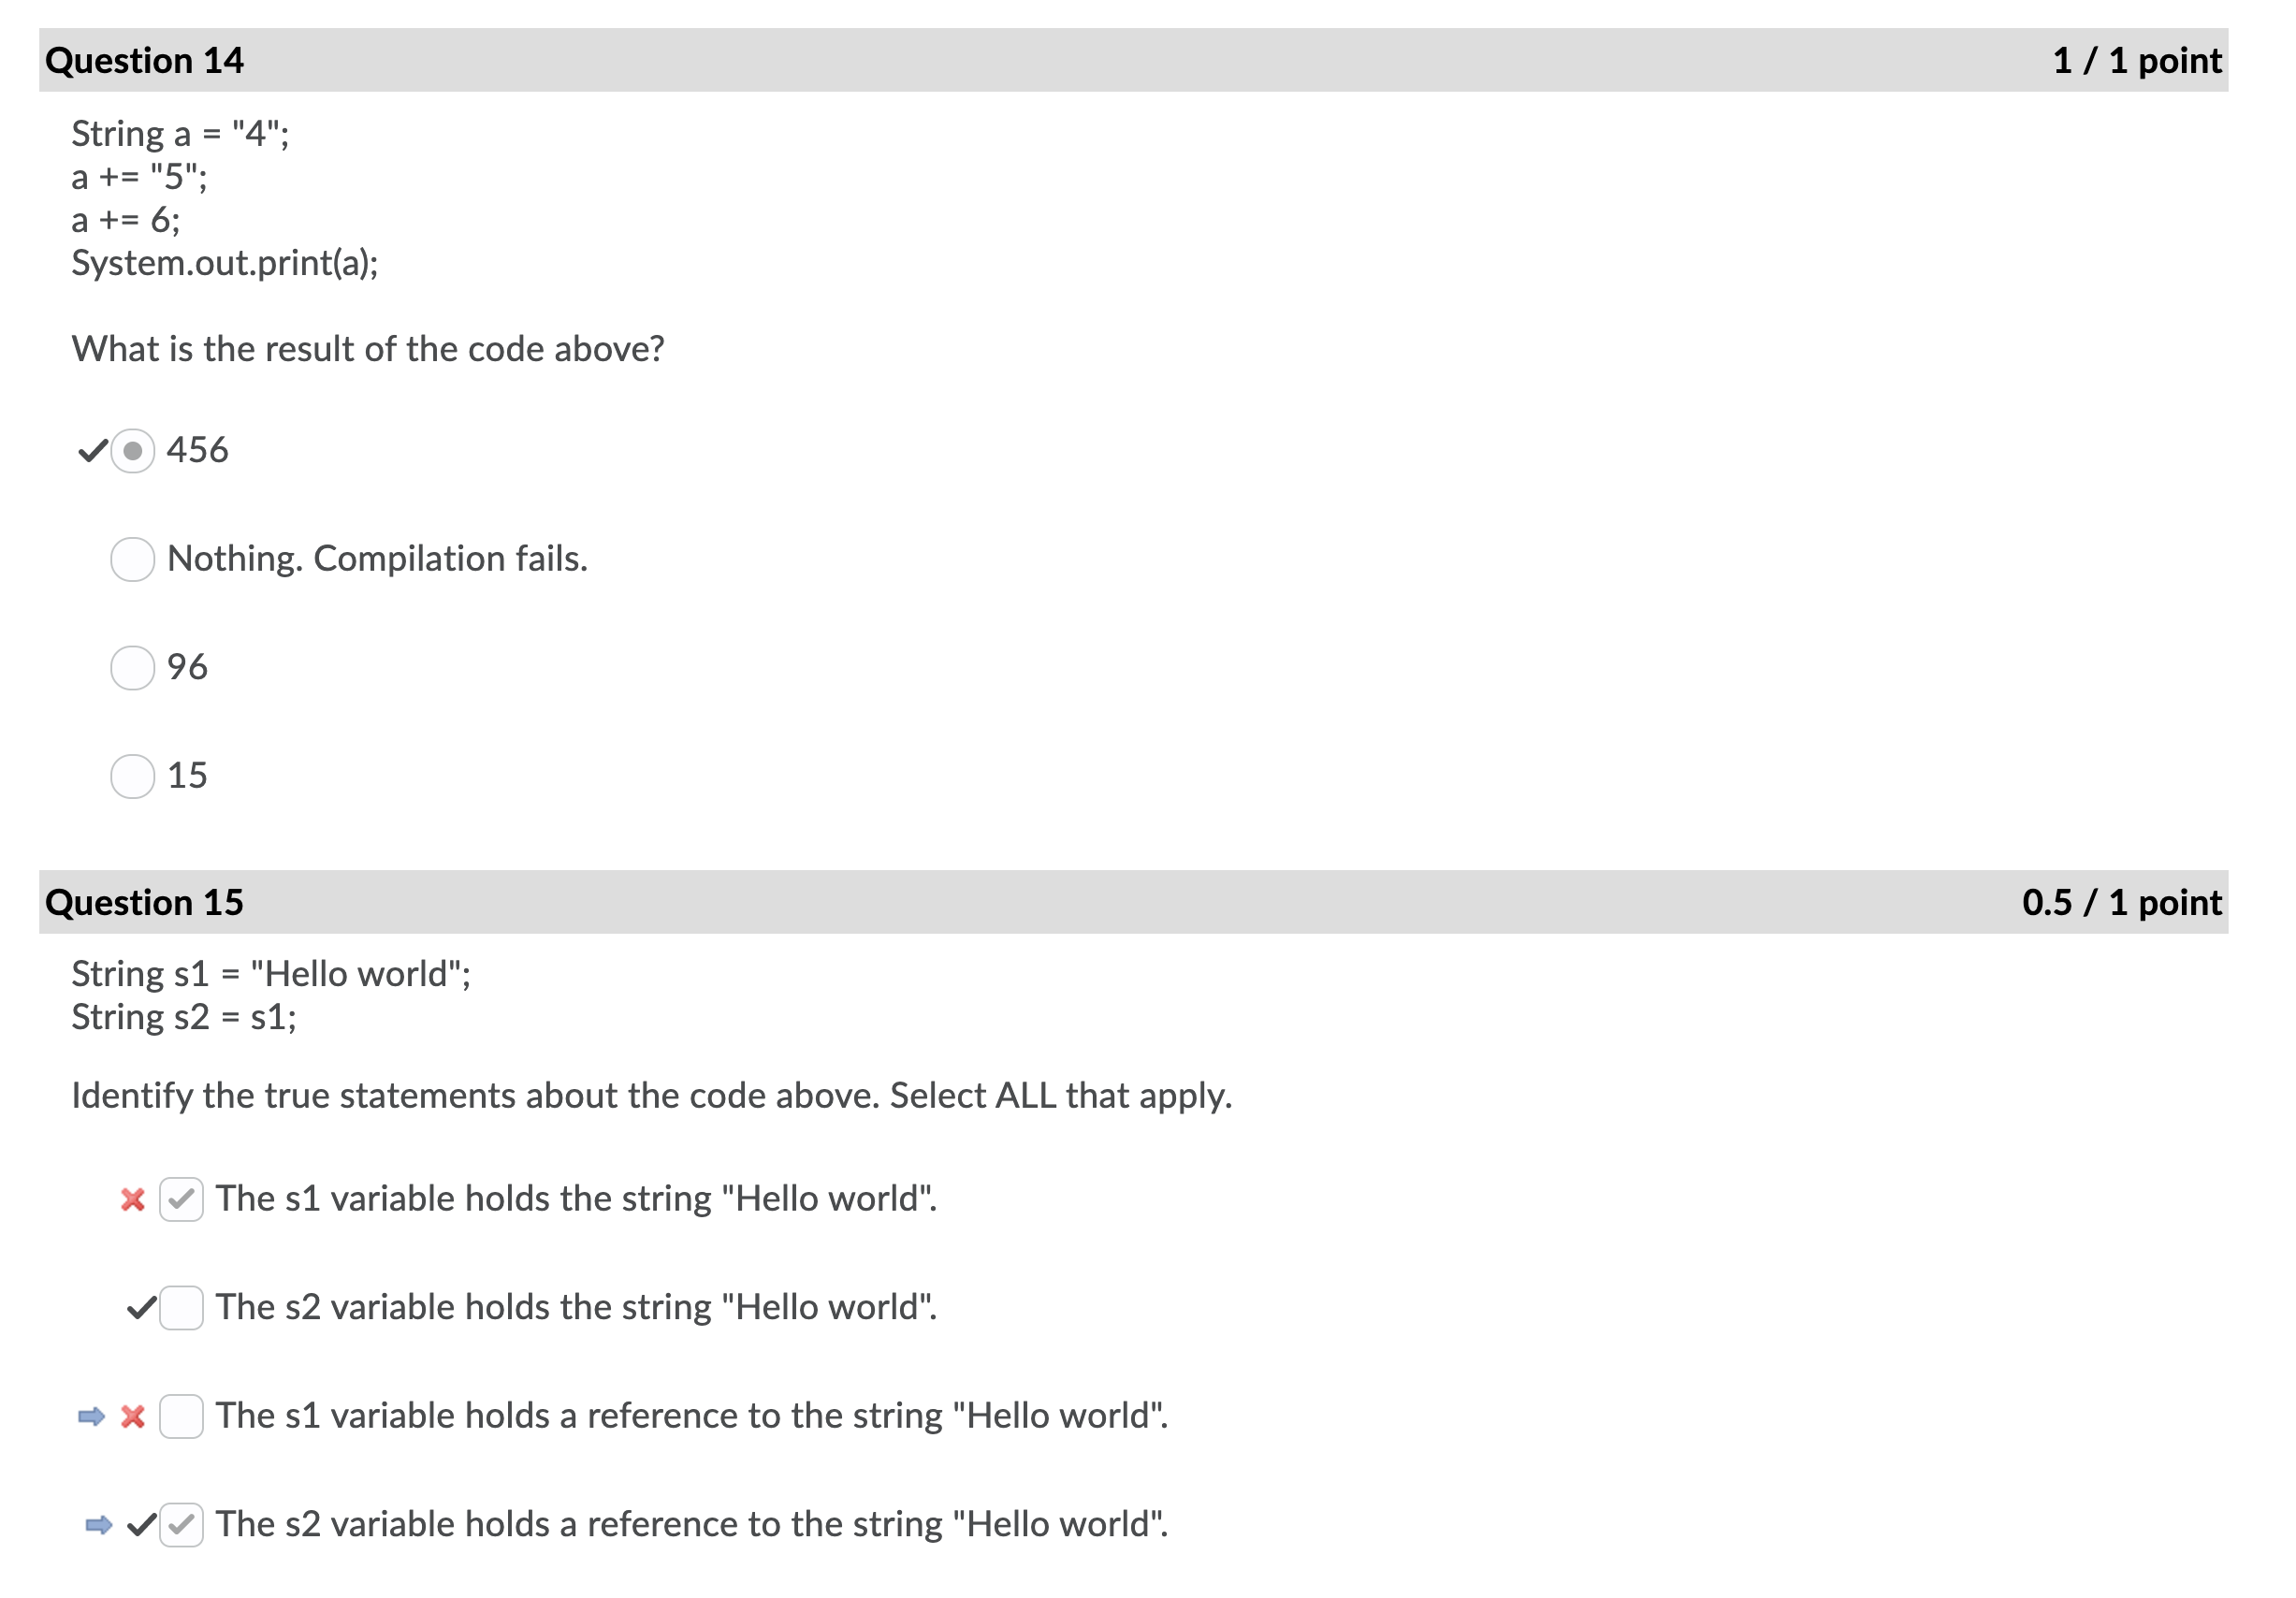 Question 14 1 / 1 point
String a = "4";
a += "5";
a += 6;
System.out.print(a);
What is the result of the code above?
456
Nothing. Compilation fails.
96
15
Question 15 0.5 / 1 point
String s1 = "Hello world";
String s2 = s1;
Identify the true statements about the code above. Select ALL that apply.
The s1 variable holds the string "Hello world".
The s2 variable holds the string "Hello world".
The s1 variable holds a reference to the string "Hello world".
The s2 variable holds a reference to the string "Hello world".